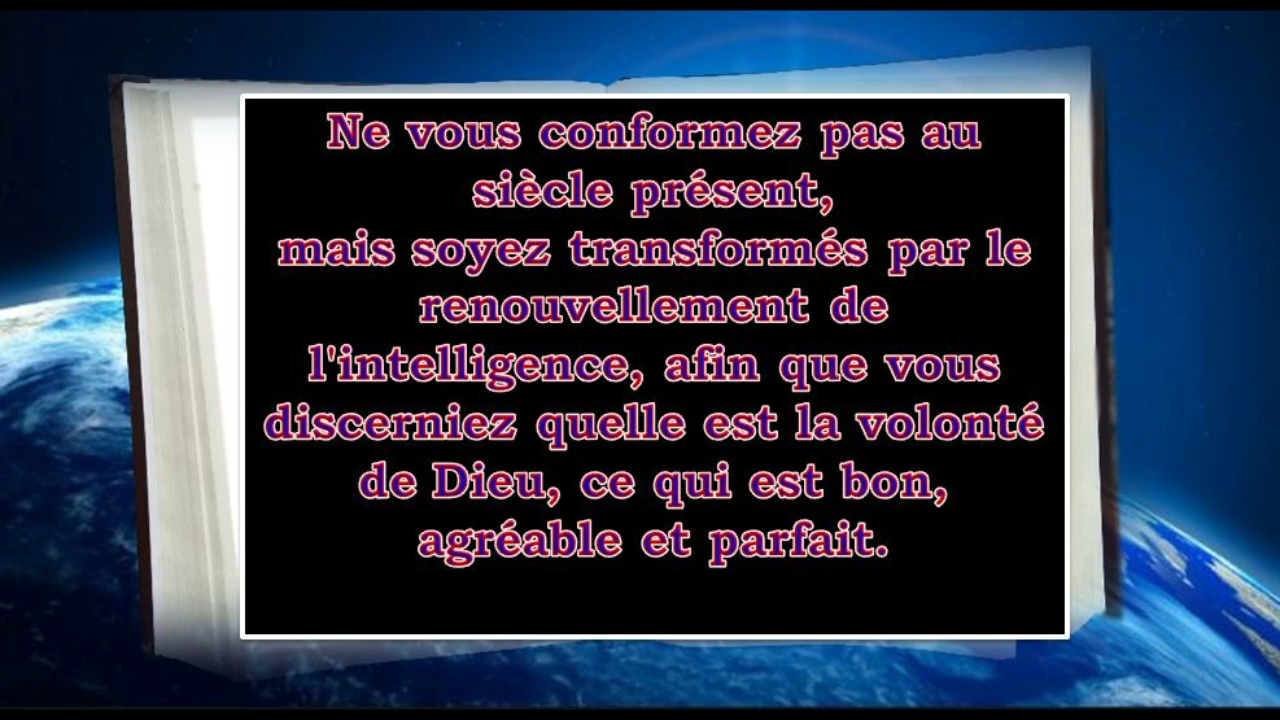 Ne vous conformez pas au
siècle présent,
mais soyez transformés par le
renouvellement de
l'intelligence, afin que vous
discerniez quelle est la volonté
de Dieu, ce qui est bon,
agréable et parfait.